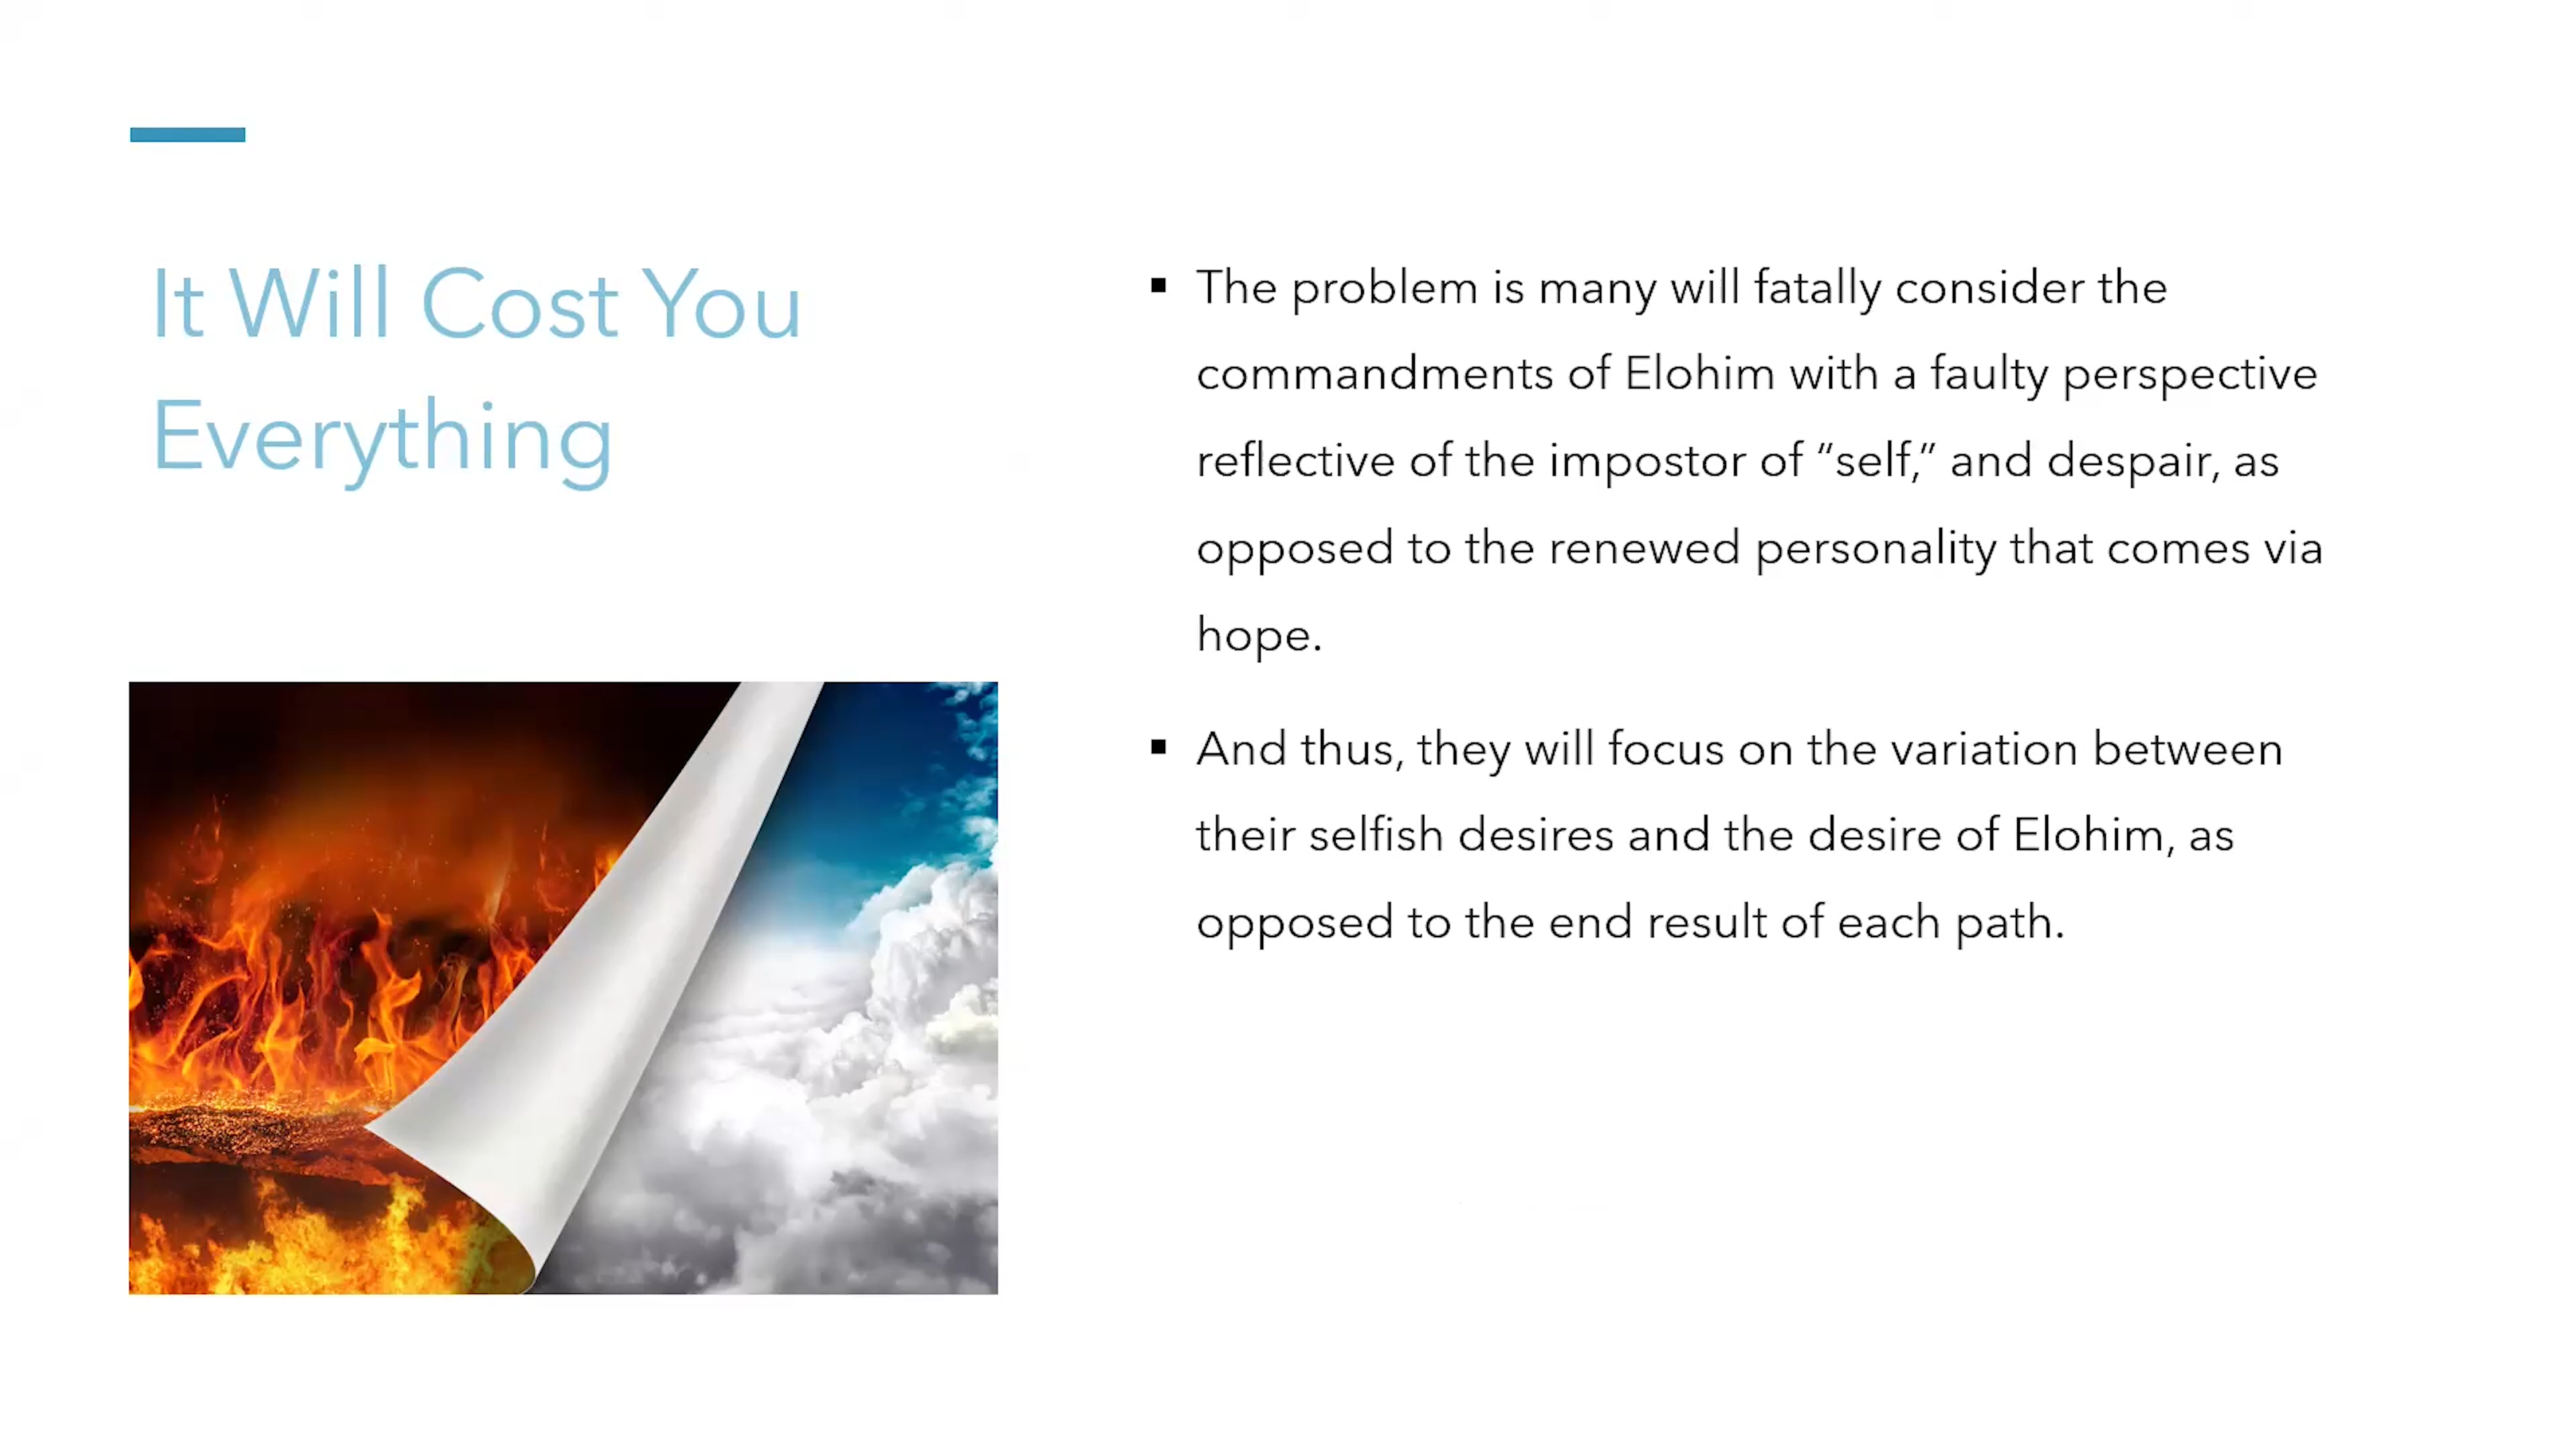 It Will Cost You
Everything
▪ The problem is many will fatally consider the
commandments of Elohim with a faulty perspective
reflective of the impostor of “self,” and despair, as
opposed to the renewed personality that comes via
hope.
▪ And thus, they will focus on the variation between
their selfish desires and the desire of Elohim, as
opposed to the end result of each path.